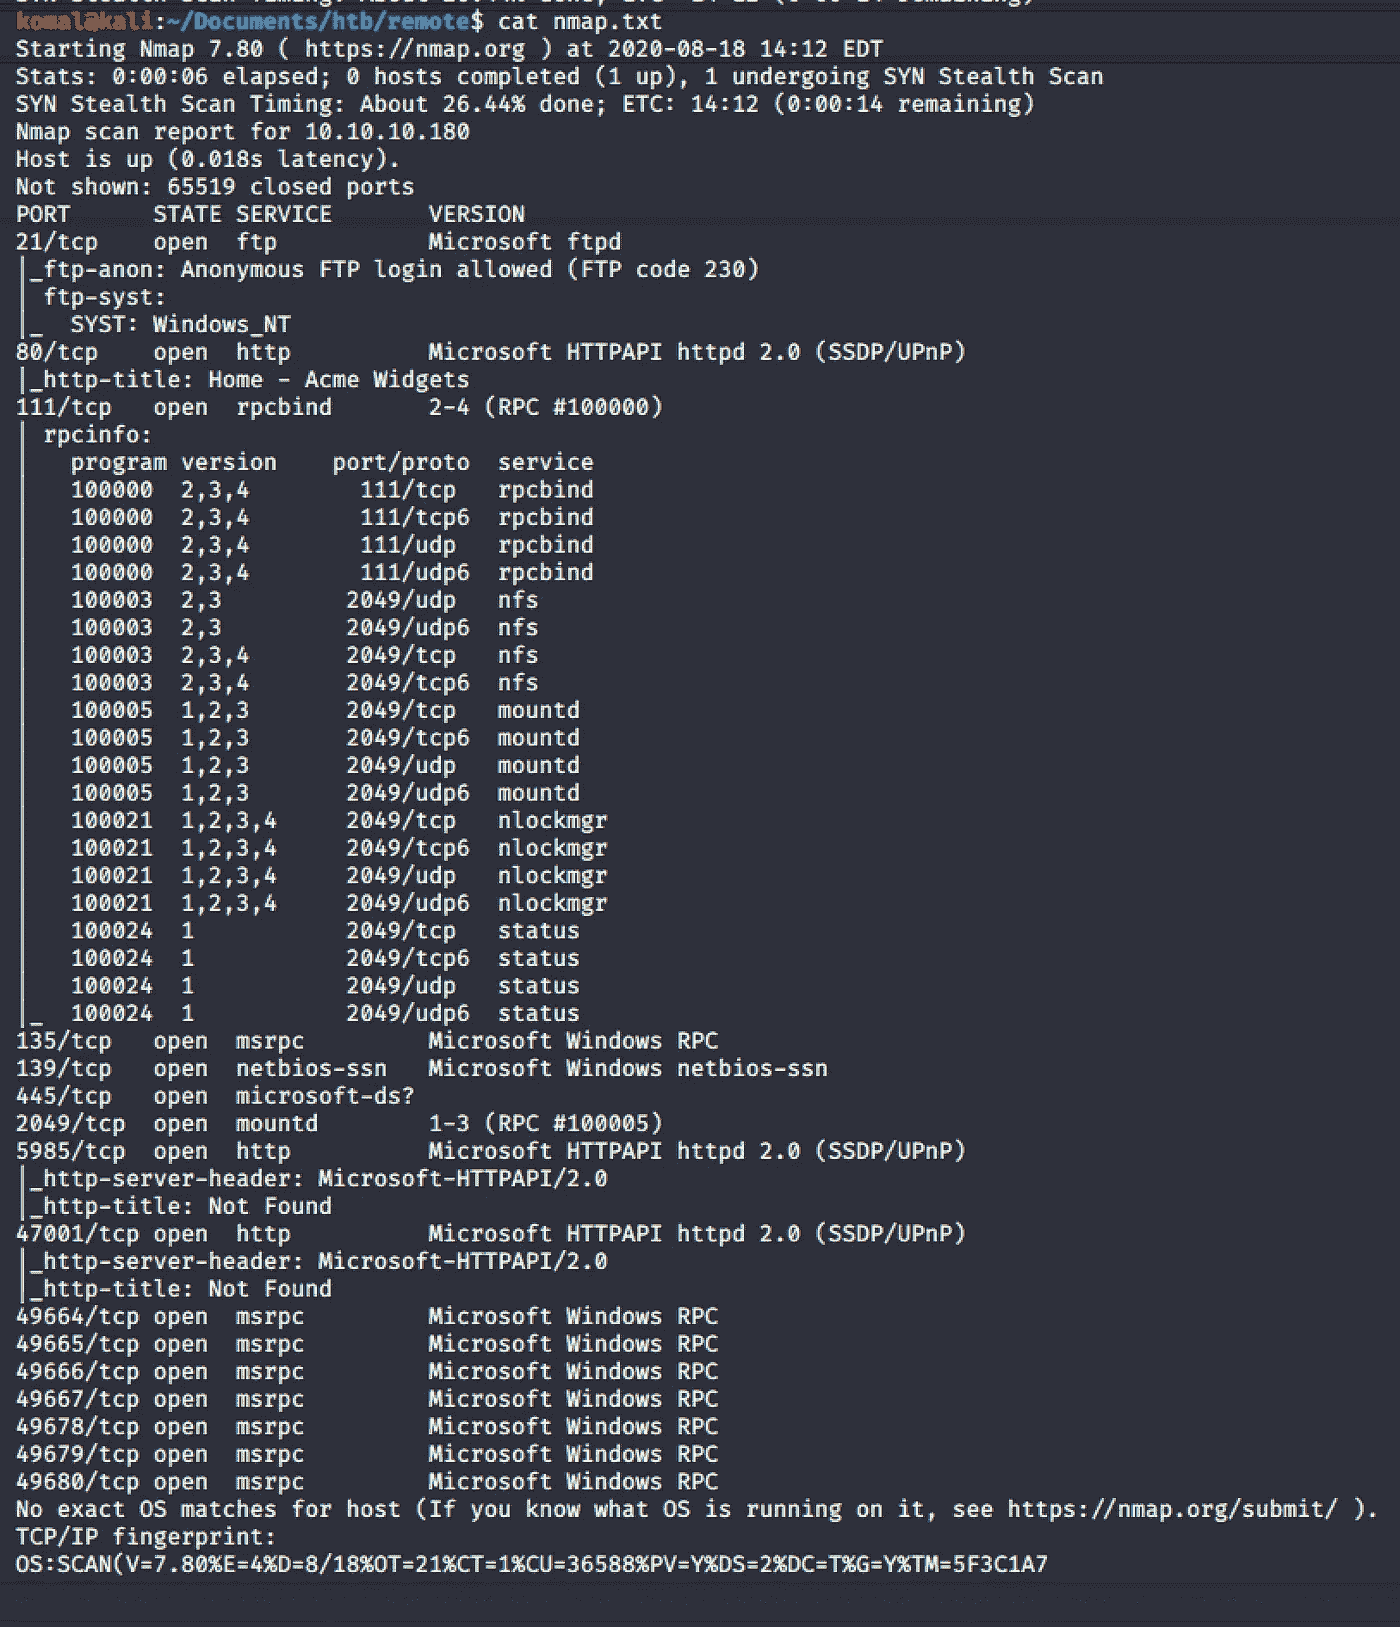 komal@kali:~/Documents/htb/remote$ cat nmap.txt
Starting Nmap 7.80 ( https://nmap.org ) at 2020-08-18 14:12 EDT
Stats: 0:00:06 elapsed; 0 hosts completed (1 up), 1 undergoing SYN Stealth Scan
SYN Stealth Scan Timing: About 26.44% done; ETC: 14:12 (0:00:14 remaining)
Nmap scan report for 10.10.10.180
Host is up (0.018s latency).
Not shown: 65519 closed ports
PORT      STATE SERVICE       VERSION
21/tcp    open  ftp           Microsoft ftpd
|_ftp-anon: Anonymous FTP login allowed (FTP code 230)
| ftp-syst:
|_  SYST: Windows_NT
80/tcp    open  http          Microsoft HTTPAPI httpd 2.0 (SSDP/UPnP)
|_http-title: Home - Acme Widgets
111/tcp   open  rpcbind       2-4 (RPC #100000)
| rpcinfo:
|   program version    port/proto  service
|   100000  2,3,4        111/tcp   rpcbind
|   100000  2,3,4        111/tcp6  rpcbind
|   100000  2,3,4        111/udp   rpcbind
|   100000  2,3,4        111/udp6  rpcbind
|   100003  2,3         2049/udp   nfs
|   100003  2,3         2049/udp6  nfs
|   100003  2,3,4       2049/tcp   nfs
|   100003  2,3,4       2049/tcp6  nfs
|   100005  1,2,3       2049/tcp   mountd
|   100005  1,2,3       2049/tcp6  mountd
|   100005  1,2,3       2049/udp   mountd
|   100005  1,2,3       2049/udp6  mountd
|   100021  1,2,3,4     2049/tcp   nlockmgr
|   100021  1,2,3,4     2049/tcp6  nlockmgr
|   100021  1,2,3,4     2049/udp   nlockmgr
|   100021  1,2,3,4     2049/udp6  nlockmgr
|   100024  1           2049/tcp   status
|   100024  1           2049/tcp6  status
|   100024  1           2049/udp   status
|_  100024  1           2049/udp6  status
135/tcp   open  msrpc         Microsoft Windows RPC
139/tcp   open  netbios-ssn   Microsoft Windows netbios-ssn
445/tcp   open  microsoft-ds?
2049/tcp  open  mountd        1-3 (RPC #100005)
5985/tcp  open  http          Microsoft HTTPAPI httpd 2.0 (SSDP/UPnP)
|_http-server-header: Microsoft-HTTPAPI/2.0
|_http-title: Not Found
47001/tcp open  http          Microsoft HTTPAPI httpd 2.0 (SSDP/UPnP)
|_http-server-header: Microsoft-HTTPAPI/2.0
|_http-title: Not Found
49664/tcp open  msrpc         Microsoft Windows RPC
49665/tcp open  msrpc         Microsoft Windows RPC
49666/tcp open  msrpc         Microsoft Windows RPC
49667/tcp open  msrpc         Microsoft Windows RPC
49678/tcp open  msrpc         Microsoft Windows RPC
49679/tcp open  msrpc         Microsoft Windows RPC
49680/tcp open  msrpc         Microsoft Windows RPC
No exact OS matches for host (If you know what OS is running on it, see https://nmap.org/submit/ ).
TCP/IP fingerprint:
OS:SCAN(V=7.80%E=4%D=8/18%OT=21%CT=1%CU=36588%PV=Y%DS=2%DC=T%G=Y%TM=5F3C1A7